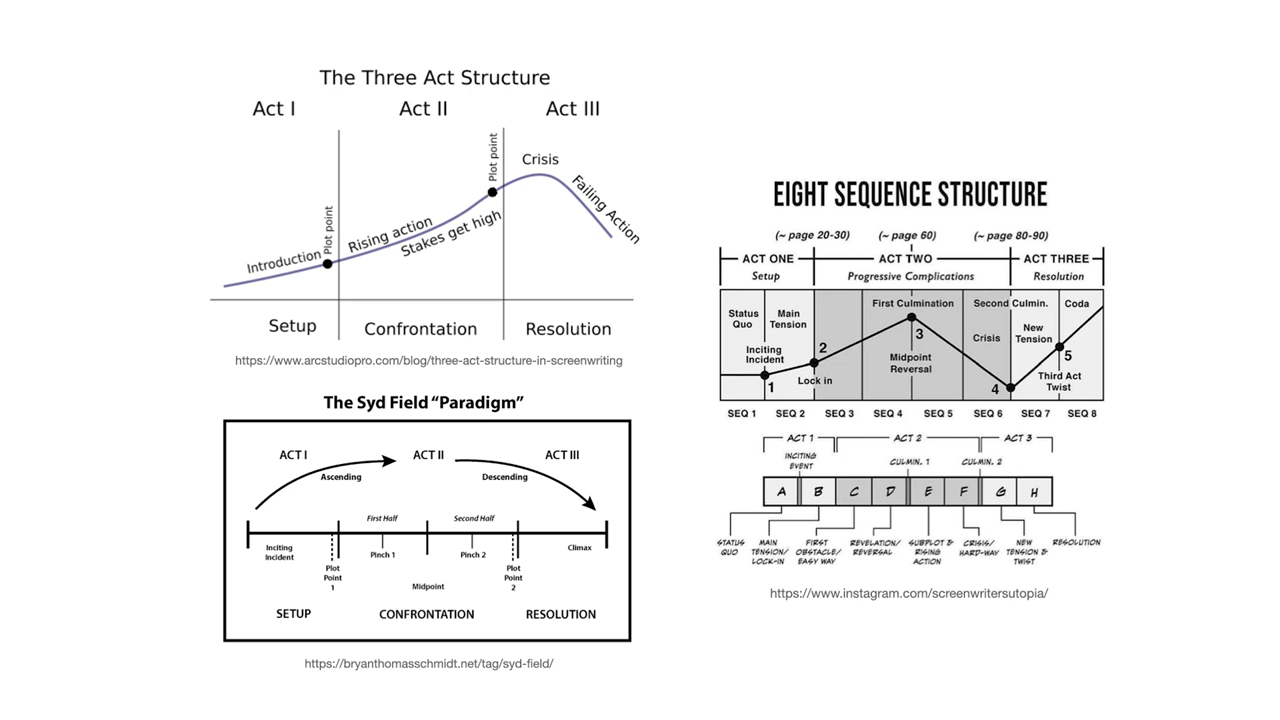 The Three Act Structure
Act I
Act II
Act III
Plot point
Plot point
Crisis
Introduction
Rising action
Stakes get high
Failing Action
Setup
Confrontation
Resolution
https://www.arcstudiopro.com/blog/three-act-structure-in-screenwriting
The Syd Field “Paradigm”
ACT I
ACT II
ACT III
Ascending
Descending
First Half
Second Half
Inciting
Incident
Pinch 1
Pinch 2
Climax
Plot
Point
1
Midpoint
Plot
Point
2
SETUP
CONFRONTATION
RESOLUTION
https://bryanthomasschmidt.net/tag/syd-field/
EIGHT SEQUENCE STRUCTURE
(~ page 20-30)
(~ page 60)
(~ page 80-90)
ACT ONE
ACT TWO
ACT THREE
Setup
Progressive Complications
Resolution
Status
Quo
Main
Tension
First Culmination
Second Culmin.
Coda
Inciting
Incident
1
2
Lock in
3
Midpoint
Reversal
Crisis
4
New
Tension
5
Third Act
Twist
SEQ 1
SEQ 2
SEQ 3
SEQ 4
SEQ 5
SEQ 6
SEQ 7
SEQ 8
ACT 1
ACT 2
ACT 3
INCITING
EVENT
CULMIN. 1
CULMIN. 2
A
B
C
D
E
F
G
H
STATUS
QUO
MAIN
TENSION/
LOCK-IN
FIRST
OBSTACLE/
EASY WAY
REVELATION/
REVERSAL
SUBPLOT &
RISING
ACTION
CRISIS/
HARD-WAY
NEW
TENSION &
TWIST
RESOLUTION
https://www.instagram.com/screenwritersutopia/